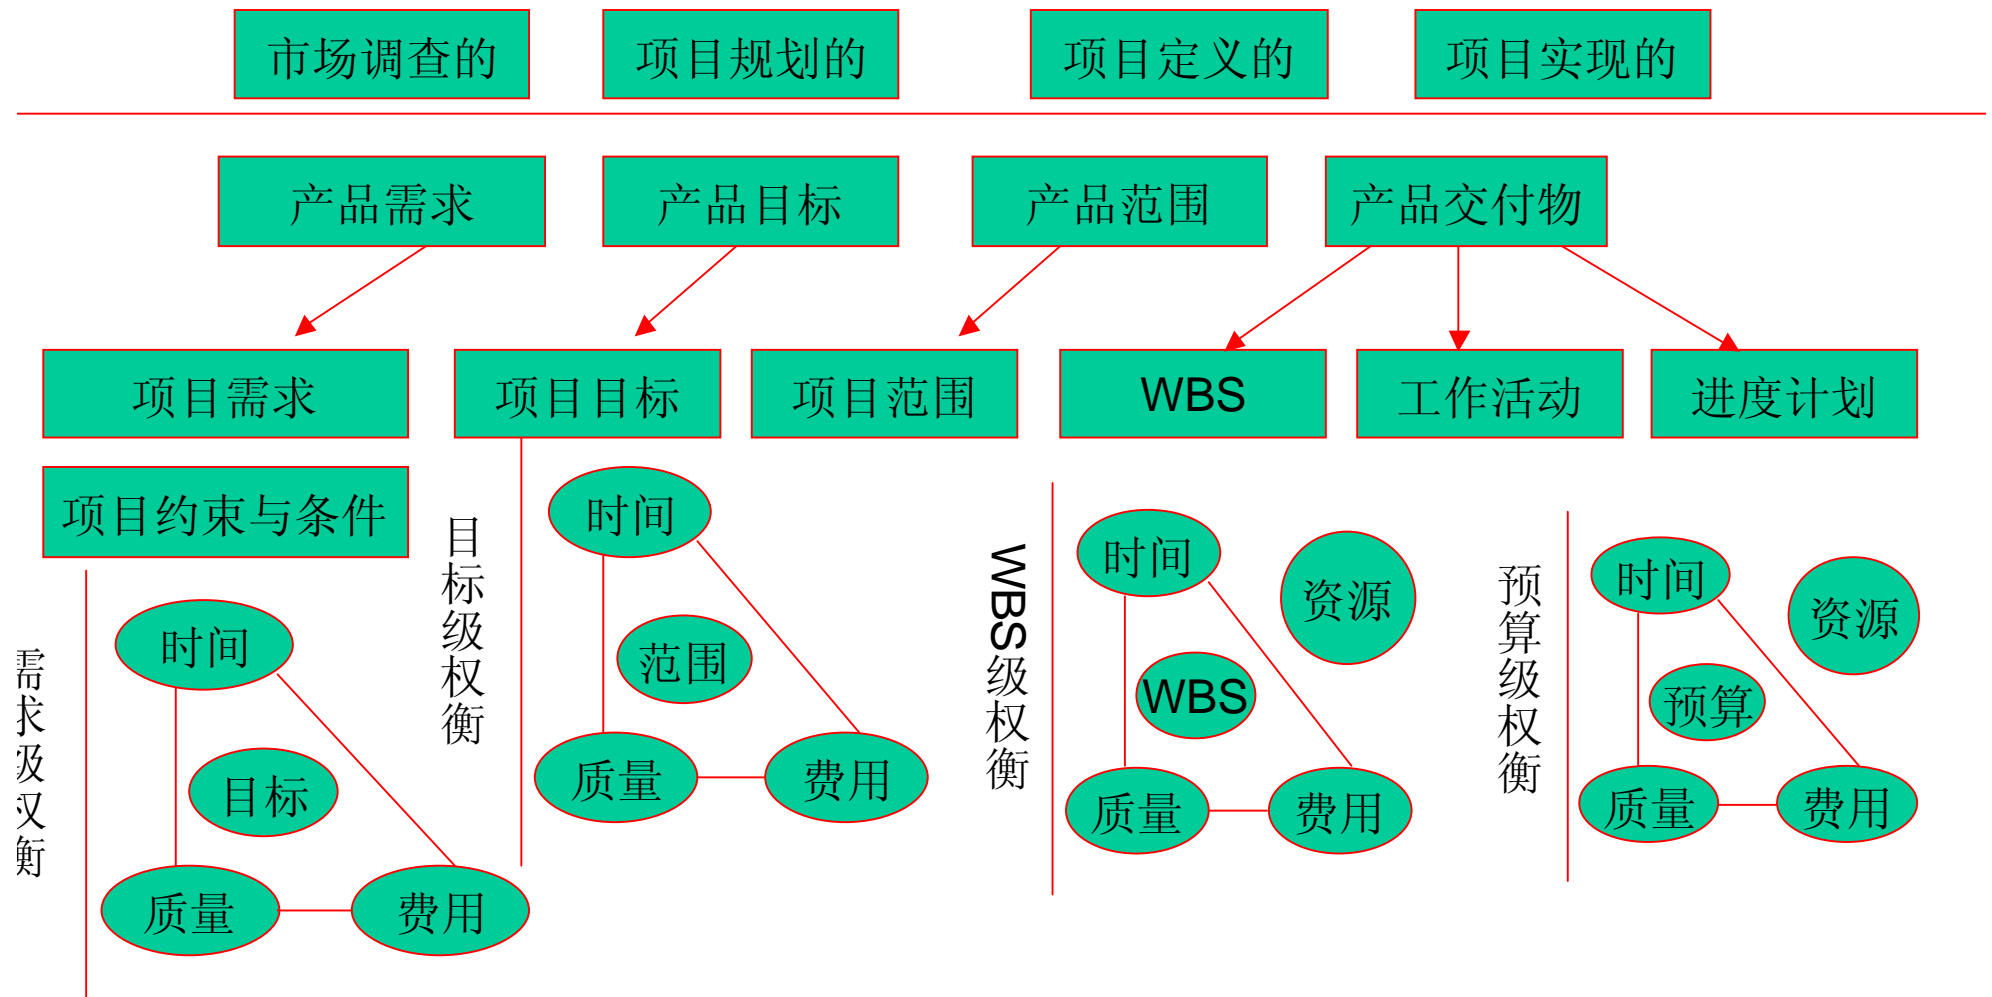 市场调查的
项目规划的
项目定义的
项目实现的
产品需求
产品目标
产品范围
产品交付物
项目需求
项目目标
项目范围
WBS
工作活动
进度计划
项目约束与条件
需求级权衡
时间
目标
质量
费用
目标级权衡
时间
范围
质量
费用
WBS级权衡
时间
资源
WBS
质量
费用
预算级权衡
时间
资源
预算
质量
费用